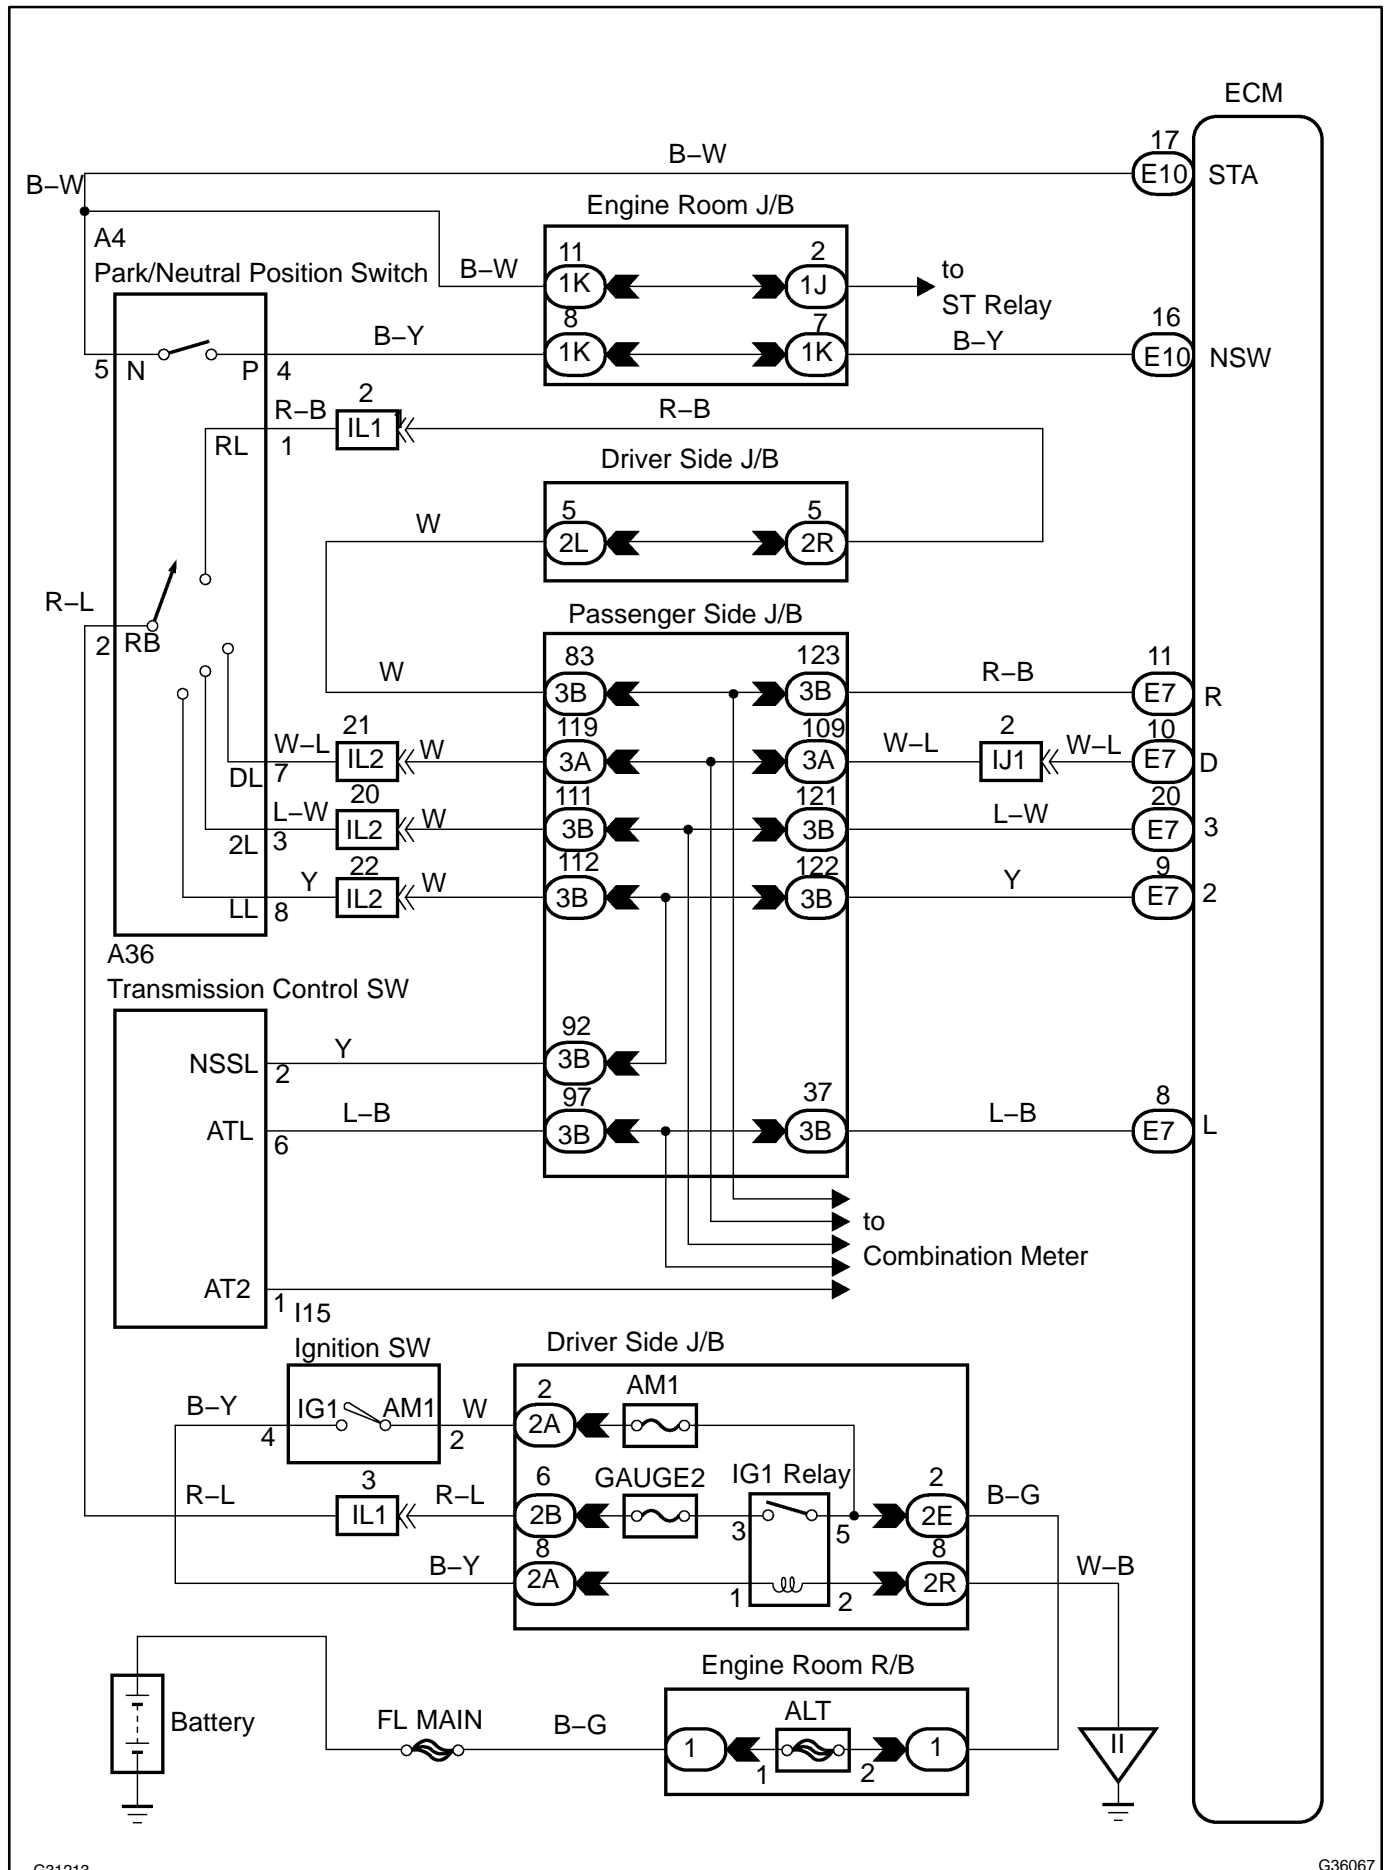 ECM
B–W
17
E10 STA
B–W
Engine Room J/B
A4
Park/Neutral Position Switch
B–W
11
1K
2
1J
to
ST Relay
8
1K
7
1K
B–Y
B–Y
16
E10 NSW
5 N P 4
R–B
2
IL1
R–B
RL 1
Driver Side J/B
W
5
2L
5
2R
R–L
2 RB
Passenger Side J/B
W
83
3B
123
3B
R–B
11
E7 R
W–L
21
IL2
W
119
3A
109
3A
W–L
2
IJ1
W–L
10
E7 D
DL 7
L–W
20
IL2
W
111
3B
121
3B
L–W
20
E7 3
2L 3
Y
22
IL2
W
112
3B
122
3B
Y
9
E7 2
LL 8
A36
Transmission Control SW
NSSL 2
Y
92
3B
ATL 6
L–B
97
3B
37
3B
L–B
8
E7 L
to
Combination Meter
AT2 1
I15
Ignition SW
Driver Side J/B
B–Y
4
IG1 AM1
2
W
2
2A
AM1
R–L
3
IL1
R–L
6
2B
GAUGE2
IG1 Relay
3 5
2
2E
B–G
B–Y
8
2A
1 2
8
2R
W–B
Engine Room R/B
Battery
FL MAIN
B–G
1
1
ALT
2
1
II
G31213
G36067